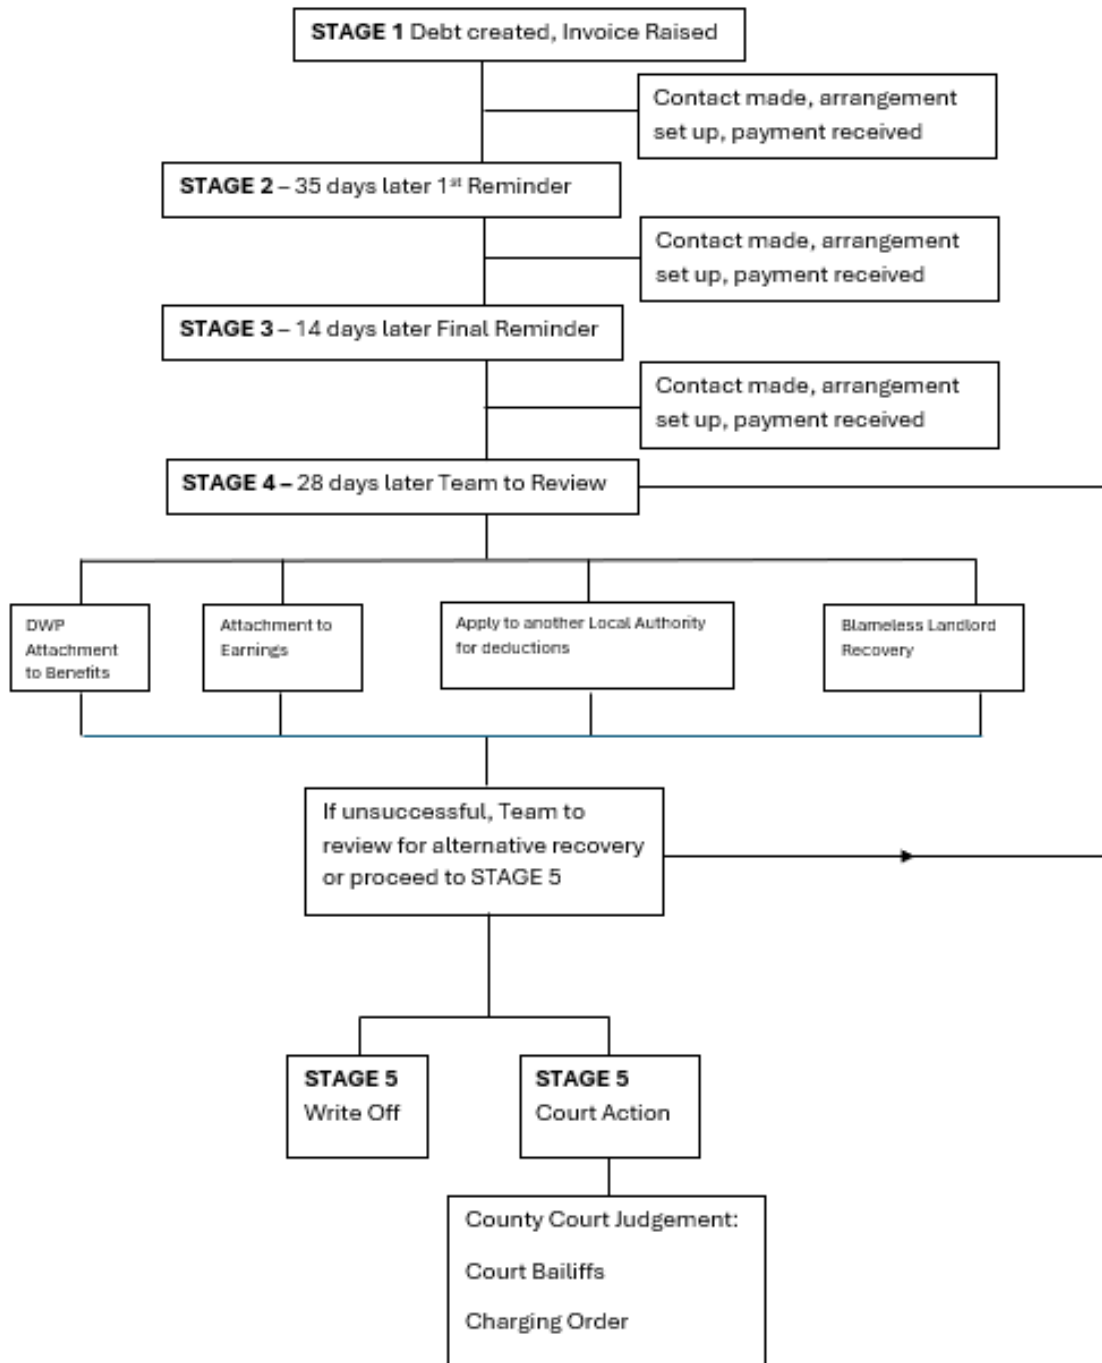 STAGE 1 Debt created, Invoice Raised
Contact made, arrangement
set up, payment received
STAGE 2 – 35 days later 1st Reminder
Contact made, arrangement
set up, payment received
STAGE 3 – 14 days later Final Reminder
Contact made, arrangement
set up, payment received
STAGE 4 – 28 days later Team to Review
DWP
Attachment
to Benefits
Attachment to
Earnings
Apply to another Local Authority
for deductions
Blameless Landlord
Recovery
If unsuccessful, Team to
review for alternative recovery
or proceed to STAGE 5
STAGE 5
Write Off
STAGE 5
Court Action
County Court Judgement:
Court Bailiffs
Charging Order